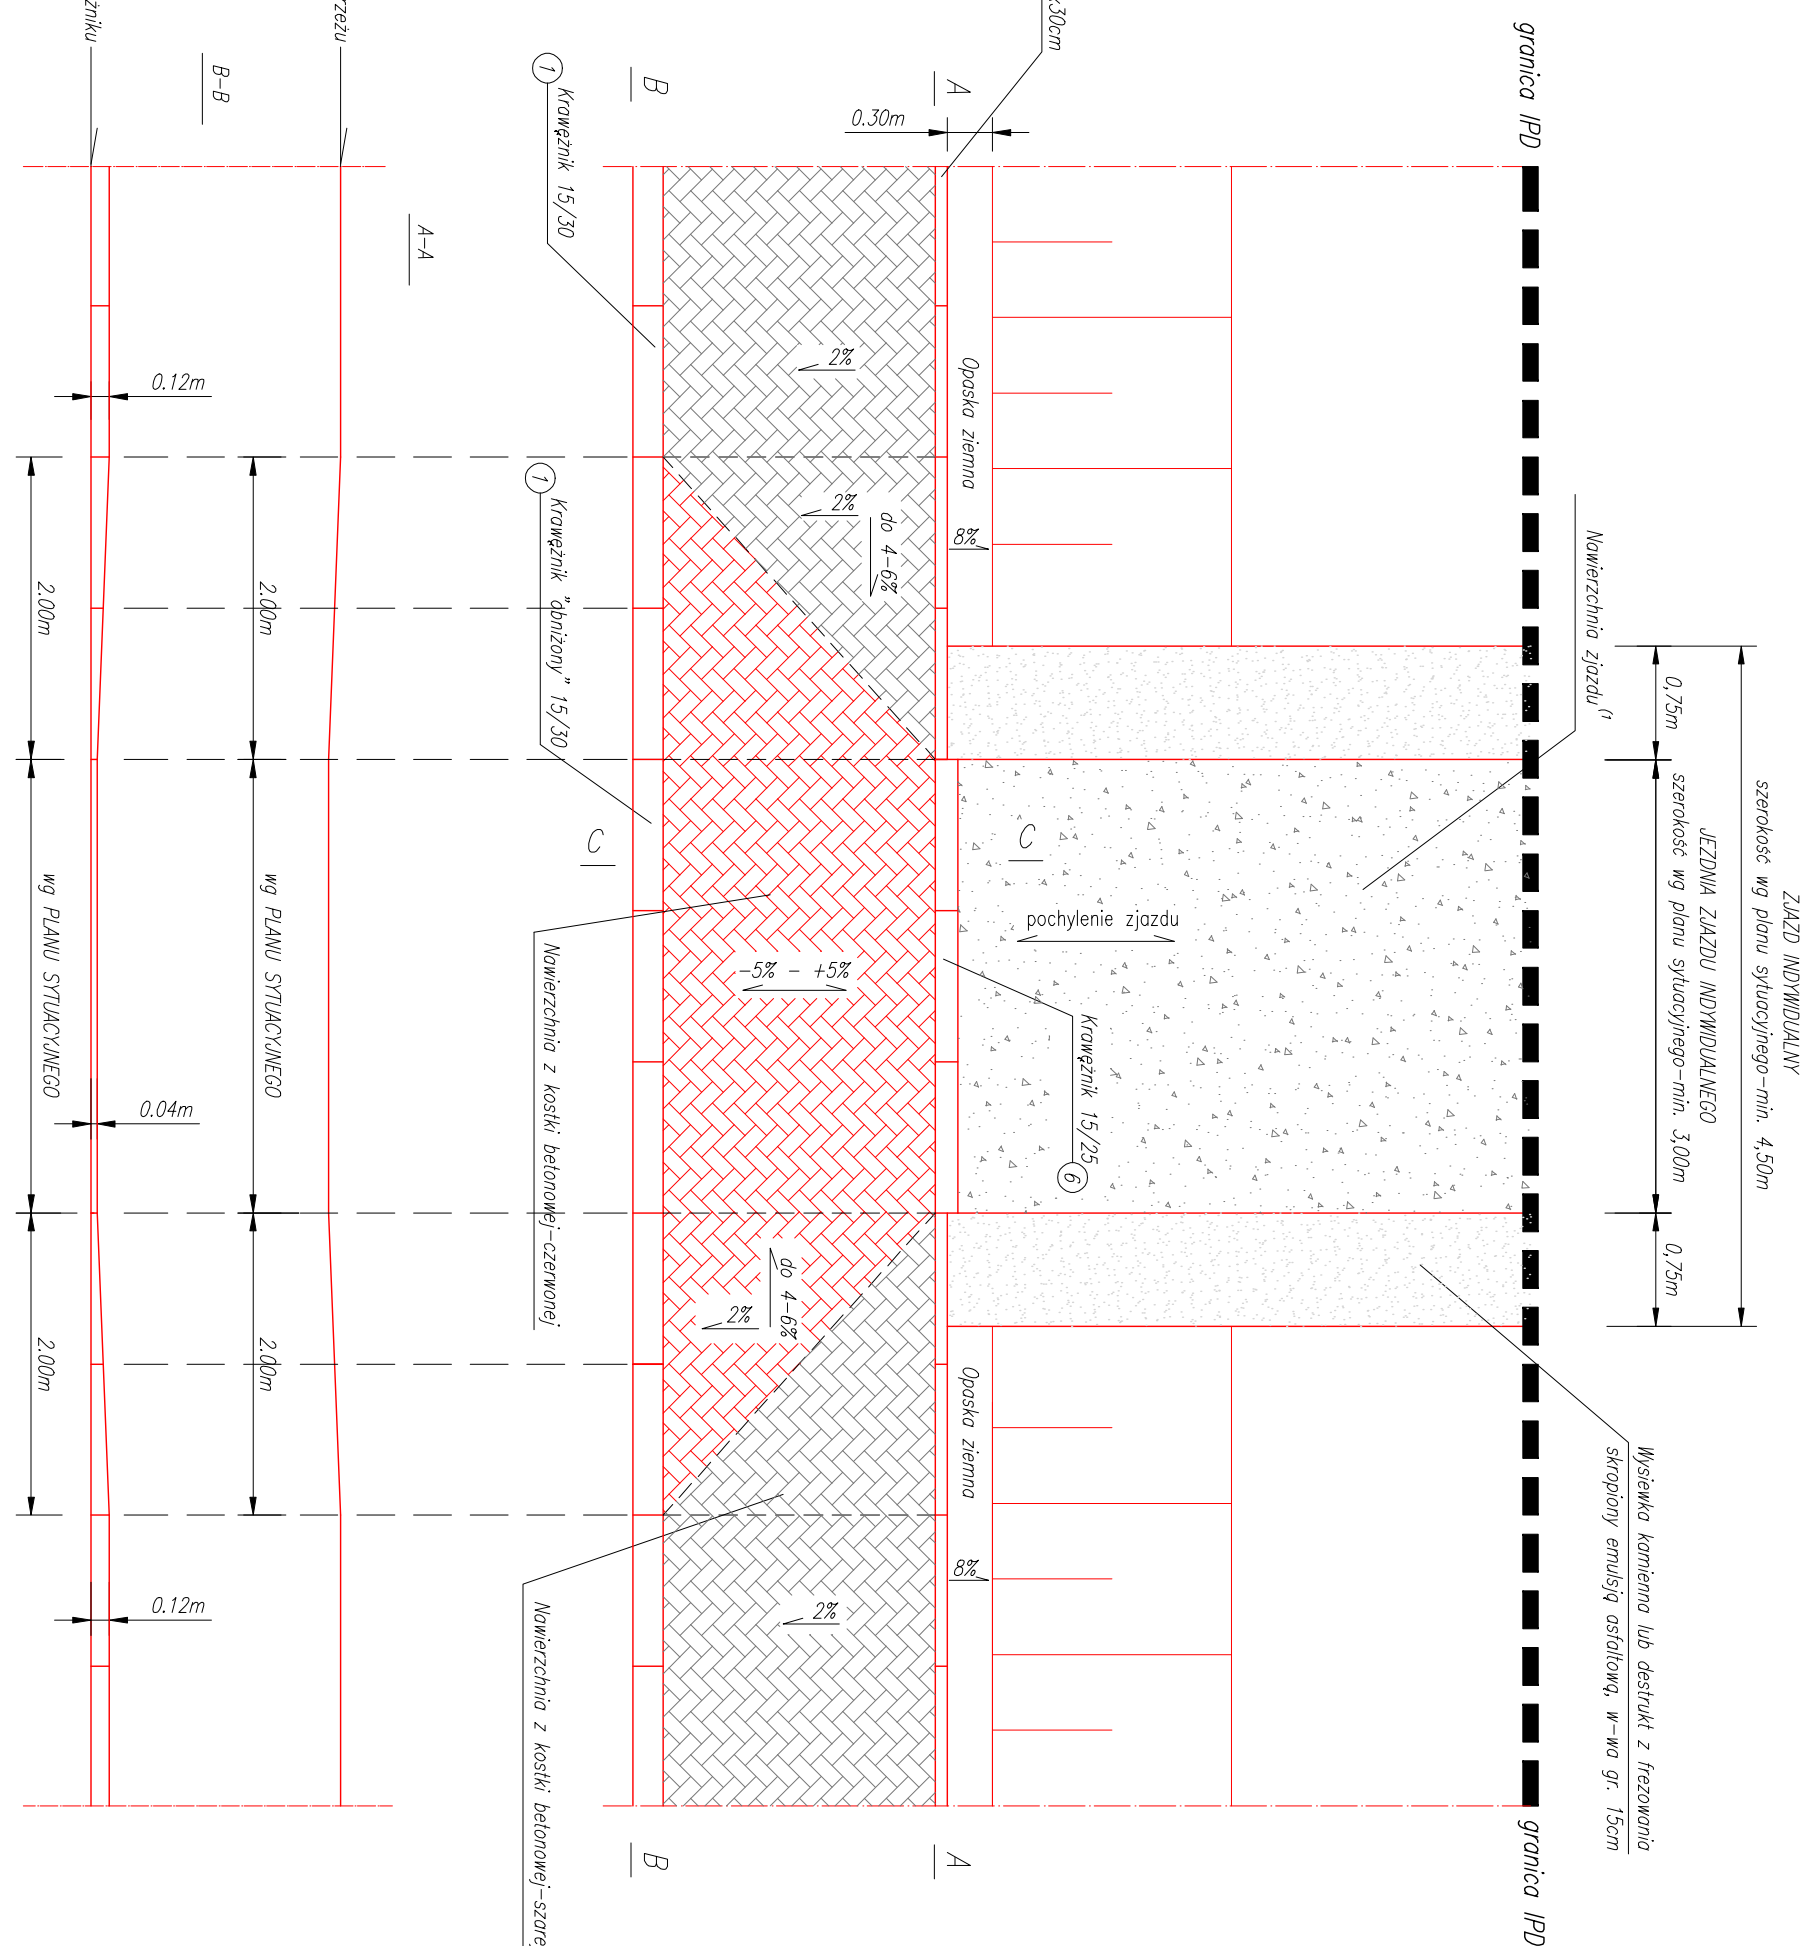 ZJAZD INDYWIDUALNY
szerokość wg planu sytuacyjnego-min. 4,50m
JEZDNIA ZJAZDU INDYWIDUALNEGO
szerokość wg planu sytuacyjnego-min. 3,00m
0,75m
0,75m
Wysiewka kamienna lub destrukt z frezowania
skropiony emulsją asfaltową, w-wa gr. 15cm
Nawierzchnia zjazdu(1
granica IPD
granica IPD
30cm
A
A
0.30m
Opaska ziemna
8%
Opaska ziemna
8%
C
pochylenie zjazdu
Krawężnik 15/25
6
2%
2%
do 4-6%
-5% - +5%
do 4-6%
2%
2%
B
B
C
1
Krawężnik 15/30
1
Krawężnik "obniżony" 15/30
Nawierzchnia z kostki betonowej-czerwonej
Nawierzchnia z kostki betonowej-szarej
A-A
2.00m
wg PLANU SYTUACYJNEGO
2.00m
B-B
0.12m
0.04m
0.12m
2.00m
wg PLANU SYTUACYJNEGO
2.00m